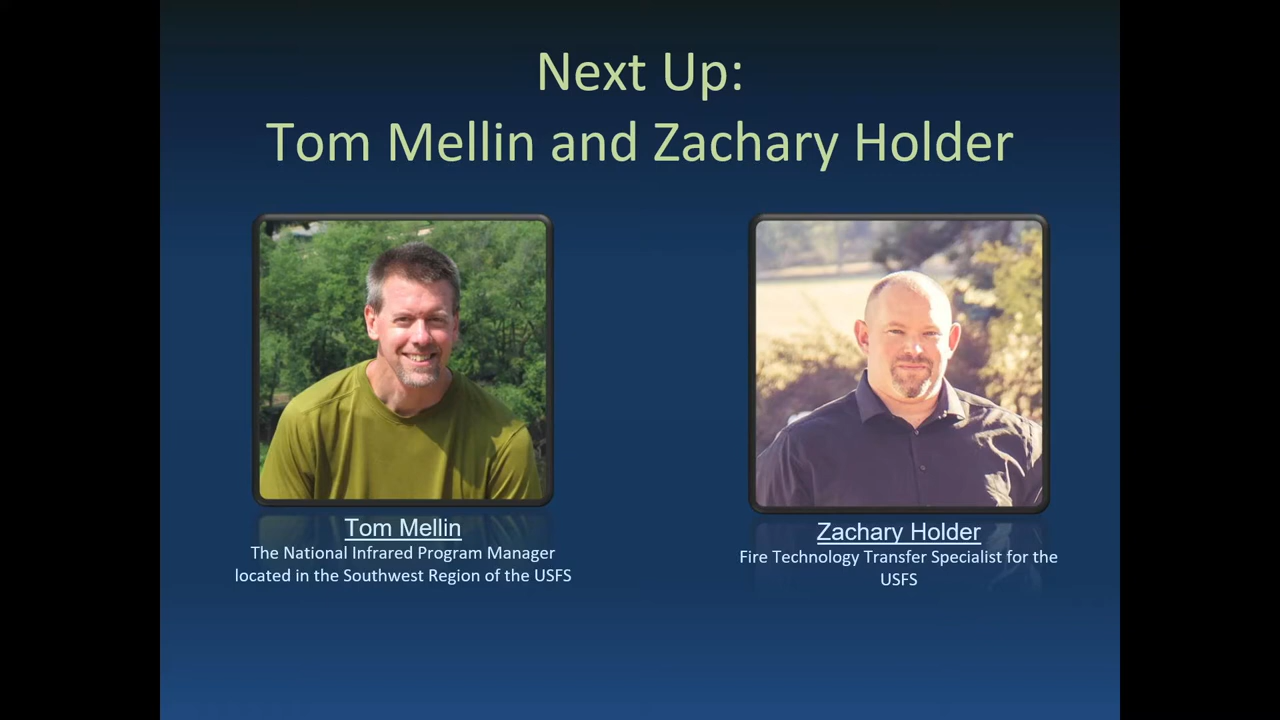 Next Up:
Tom Mellin and Zachary Holder
Tom Mellin
The National Infrared Program Manager
located in the Southwest Region of the USFS
Zachary Holder
Fire Technology Transfer Specialist for the
USFS